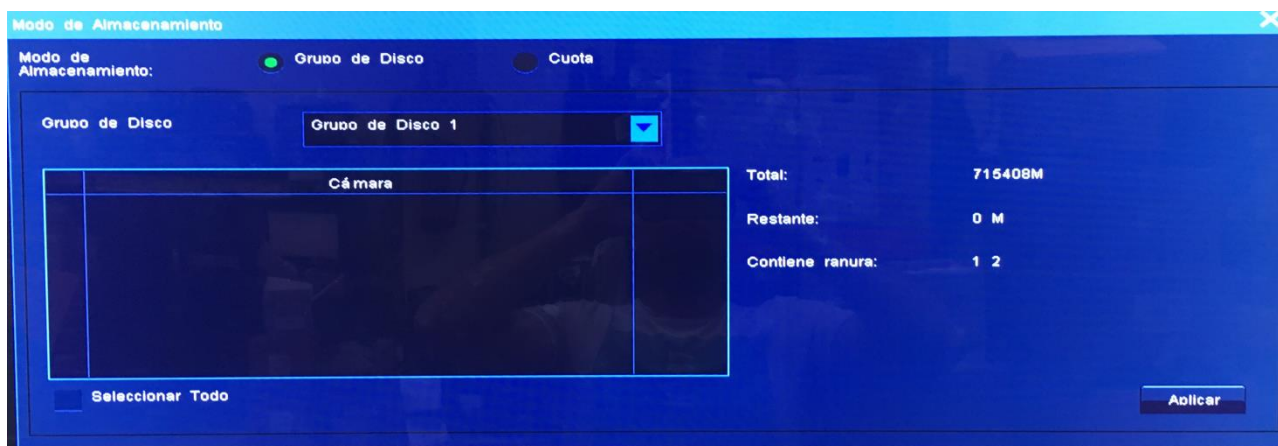 Modo de Almacenamiento
Modo de
Almacenamiento:
Grupo de Disco
Cuota
Grupo de Disco
Grupo de Disco 1
Cámara
Total: 715408M
Restante: 0 M
Contiene ranura: 1 2
Seleccionar Todo
Aplicar